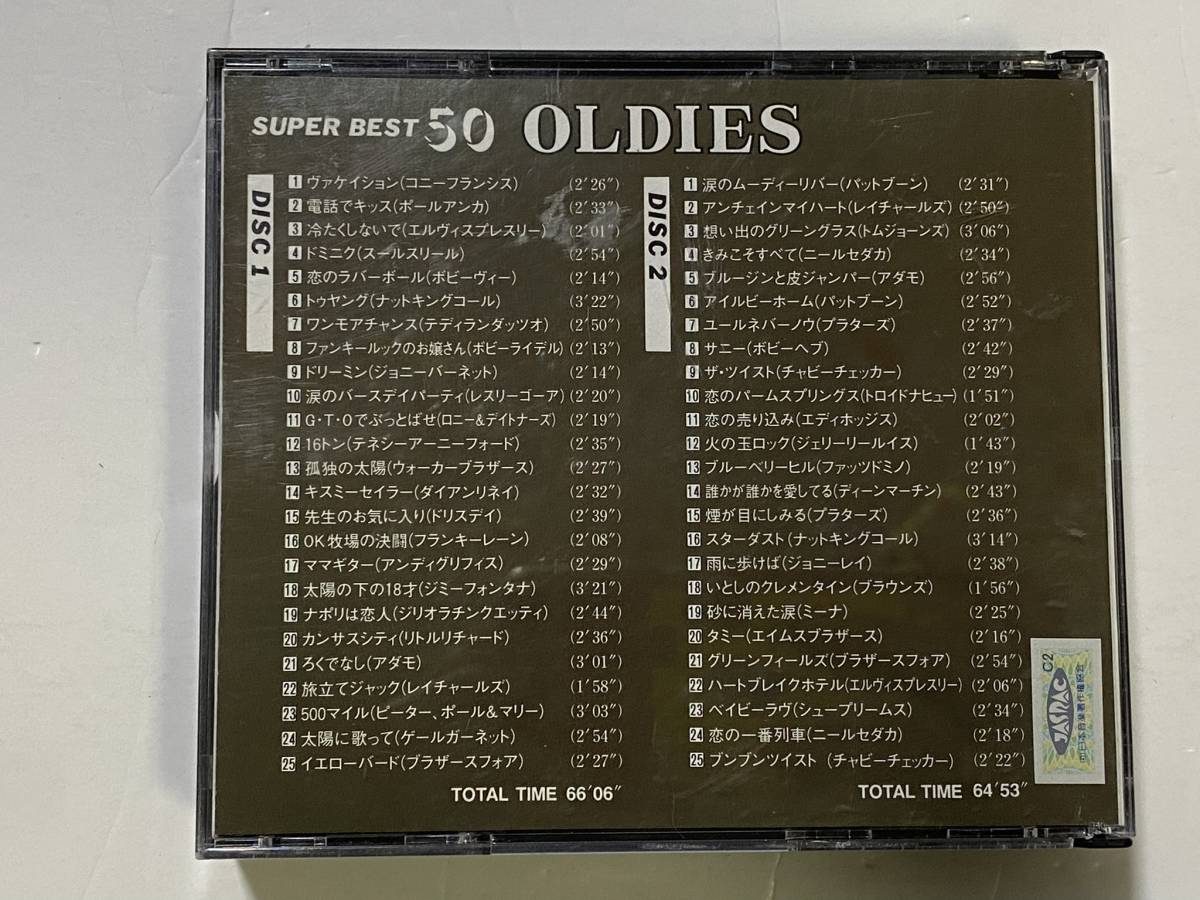 SUPER BEST 50 OLDIES
DISC 1
1 ヴァケイション(コニーフランシス) (2'26")
2 電話でキッス(ポールアンカ) (2'33")
3 冷たくしないで(エルヴィスプレスリー) (2'01")
4 ドミニク(スールスリール) (2'54")
5 恋のラバーボール(ボビーヴィー) (2'14")
6 トゥヤング(ナットキングコール) (3'22")
7 ワンモアチャンス(テディランダッツオ) (2'50")
8 ファンキールックのお嬢さん(ボビーライデル) (2'13")
9 ドリーミン(ジョニーバーネット) (2'14")
10 涙のバースデイパーティ(レスリーゴーア) (2'20")
11 G・T・Oでぶっとばせ(ロニー&デイトナーズ) (2'19")
12 16トン(テネシーアーニーフォード) (2'35")
13 孤独の太陽(ウォーカーブラザース) (2'27")
14 キスミーセイラー(ダイアンリネイ) (2'32")
15 先生のお気に入り(ドリスデイ) (2'39")
16 OK牧場の決闘(フランキーレーン) (2'08")
17 ママギター(アンディグリフィス) (2'29")
18 太陽の下の18才(ジミーフォンタナ) (3'21")
19 ナポリは恋人(ジリオラチンクエッティ) (2'44")
20 カンサスシティ(リトルリチャード) (2'36")
21 ろくでなし(アダモ) (3'01")
22 旅立てジャック(レイチャールズ) (1'58")
23 500マイル(ピーター、ポール&マリー) (3'03")
24 太陽に歌って(ゲールガーネット) (2'54")
25 イエローバード(ブラザースフォア) (2'27")
TOTAL TIME 66'06"
DISC 2
1 涙のムーディーリバー(パットブーン) (2'31")
2 アンチェインマイハート(レイチャールズ) (2'50")
3 想い出のグリーングラス(トムジョーンズ) (3'06")
4 きみこそすべて(ニールセダカ) (2'34")
5 ブルージンと皮ジャンパー(アダモ) (2'56")
6 アイルビーホーム(パットブーン) (2'52")
7 ユールネバーノウ(プラターズ) (2'37")
8 サニー(ボビーヘブ) (2'42")
9 ザ・ツイスト(チャビーチェッカー) (2'29")
10 恋のパームスプリングス(トロイドナヒュー) (1'51")
11 恋の売り込み(エディホッジス) (2'02")
12 火の玉ロック(ジェリーリールイス) (1'43")
13 ブルーベリーヒル(ファッツドミノ) (2'19")
14 誰かが誰かを愛してる(ディーンマーチン) (2'43")
15 煙が目にしみる(プラターズ) (2'36")
16 スターダスト(ナットキングコール) (3'14")
17 雨に歩けば(ジョニーレイ) (2'38")
18 いとしのクレメンタイン(ブラウンズ) (1'56")
19 砂に消えた涙(ミーナ) (2'25")
20 タミー(エイムスブラザース) (2'16")
21 グリーンフィールズ(ブラザースフォア) (2'54")
22 ハートブレイクホテル(エルヴィスプレスリー) (2'06")
23 ベイビーラヴ(シュープリームス) (2'34")
24 恋の一番列車(ニールセダカ) (2'18")
25 ブンブンツイスト (チャビーチェッカー) (2'22")
TOTAL TIME 64'53"
C2
JASRAC
日本音楽著作権協会